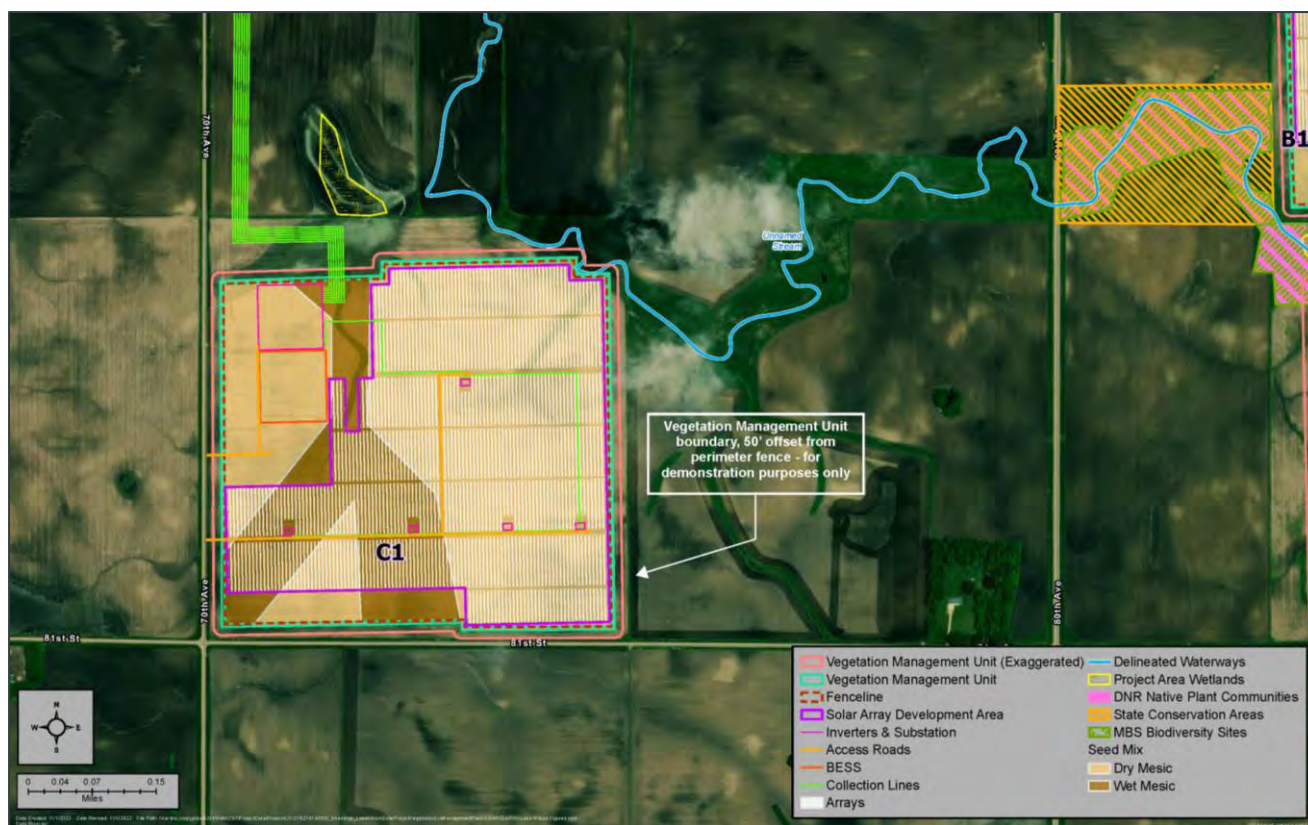 70th Ave
80th Ave
B1
Unnamed
Stream
Vegetation Management Unit
boundary, 50' offset from
perimeter fence - for
demonstration purposes only
C1
70th Ave
80th Ave
81st St
81st St
N
W E
S
0 0.04 0.07 0.15
Miles
Vegetation Management Unit (Exaggerated)
Vegetation Management Unit
Fenceline
Solar Array Development Area
Inverters & Substation
Access Roads
BESS
Collection Lines
Arrays
Delineated Waterways
Project Area Wetlands
DNR Native Plant Communities
State Conservation Areas
MBS Biodiversity Sites
Seed Mix
Dry Mesic
Wet Mesic